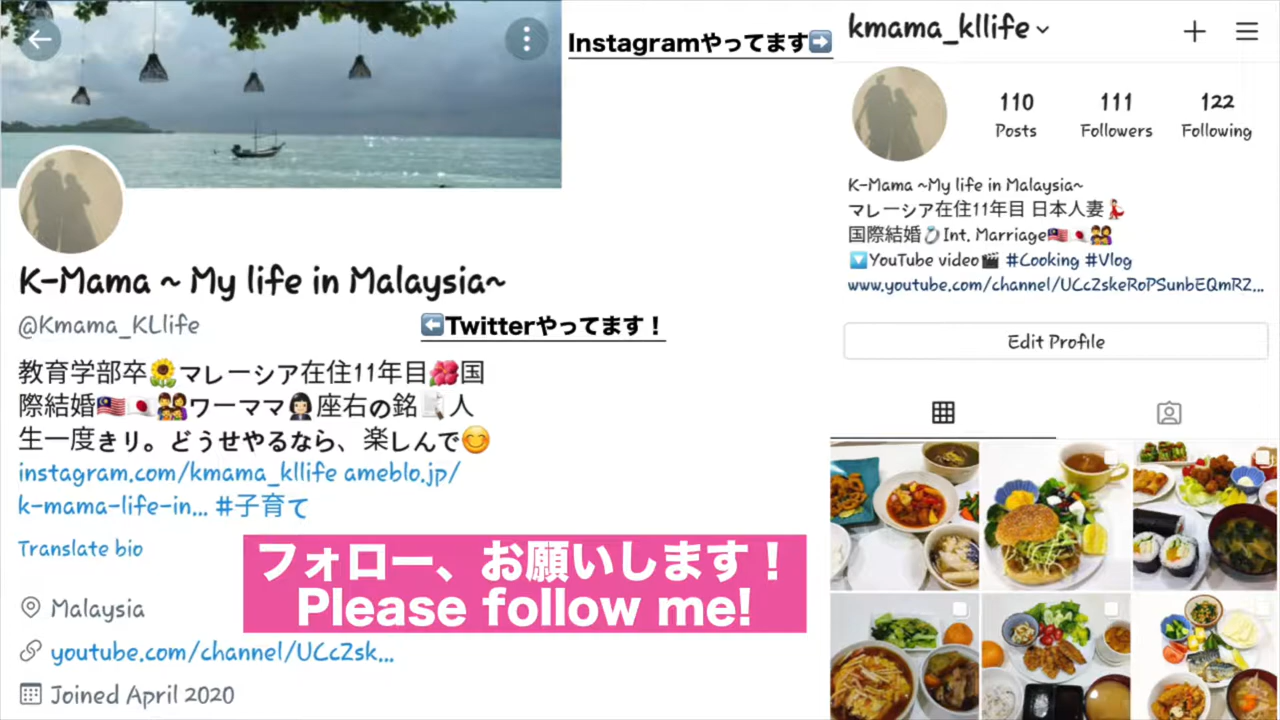 Instagramやってます➡️
K-Mama ~ My life in Malaysia~
@Kmama_KLlife
⬅️Twitterやってます！
教育学部卒🌻マレーシア在住11年目🌺国
際結婚🇲🇾🇯🇵👨‍👩‍👧‍👦ワーママ👩🏻‍💼座右の銘📝人
生一度きり。どうせやるなら、楽しんで😊
instagram.com/kmama_kllife ameblo.jp/
k-mama-life-in... #子育て
Translate bio
Malaysia
youtube.com/channel/UCc2sk...
Joined April 2020
フォロー、お願いします！
Please follow me!
kmama_kllife
110 111 122
Posts Followers Following
K-Mama ~My life in Malaysia~
マレーシア在住11年目 日本人妻💃
国際結婚💍Int. Marriage🇲🇾🇯🇵👨‍👩‍👧‍👦
🔽YouTube video🎬 #Cooking #Vlog
www.youtube.com/channel/UCc2skeRoPSunbEQmR2...
Edit Profile